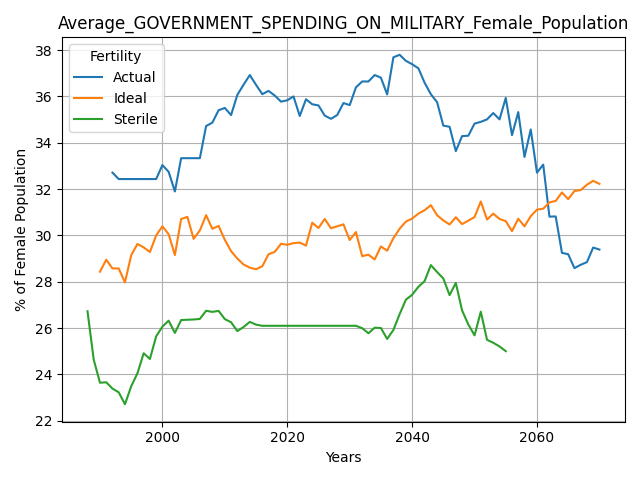 Average_GOVERNMENT_SPENDING_ON_MILITARY_Female_Population
Fertility
Actual
Ideal
Sterile
% of Female Population
38
36
34
32
30
28
26
24
22
2000
2020
2040
2060
Years